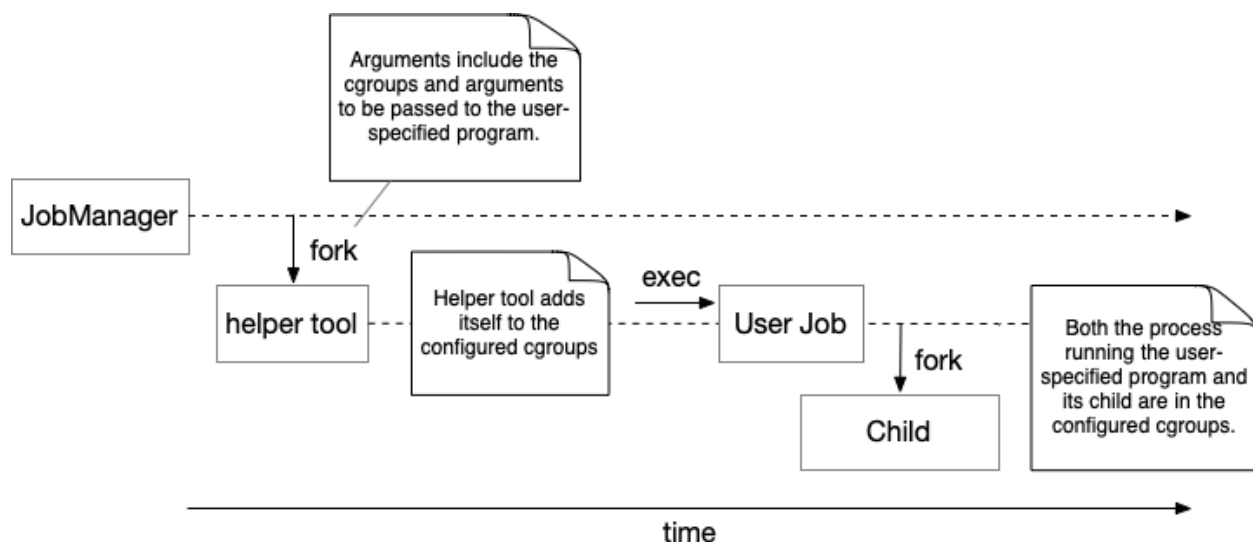 Arguments include the
cgroups and arguments
to be passed to the user-
specified program.
JobManager
fork
helper tool
Helper tool adds
itself to the
configured cgroups
exec
User Job
fork
Child
Both the process
running the user-
specified program and
its child are in the
configured cgroups.
time